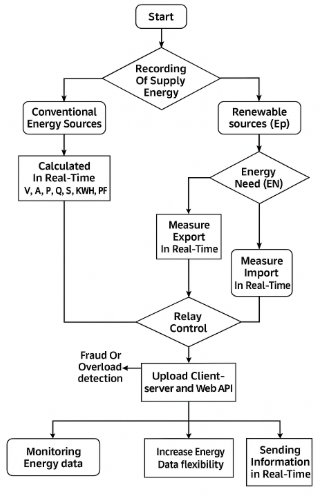 Start
Recording
Of Supply
Energy
Conventional
Energy Sources
Renewable
sources (Ep)
Calculated
In Real-Time
V, A, P, Q, S, KWH, PF
Energy
Need (EN)
Measure
Export
In Real-Time
Measure
Import
In Real-Time
Relay
Control
Fraud Or
Overload
detection
Upload Client-
server and Web API
Monitoring
Energy data
Increase Energy
Data flexibility
Sending
Information
in Real-Time